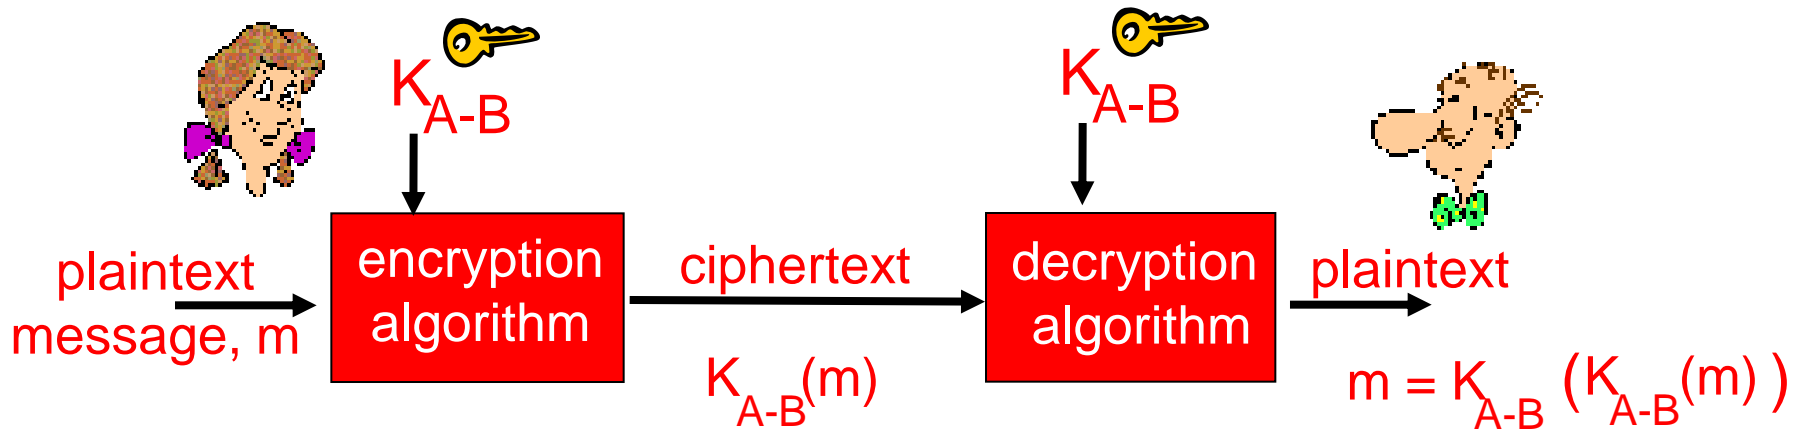 K A-B
K A-B
plaintext
message, m
encryption
algorithm
ciphertext
K A-B (m)
decryption
algorithm
plaintext
m = K A-B (K A-B (m))